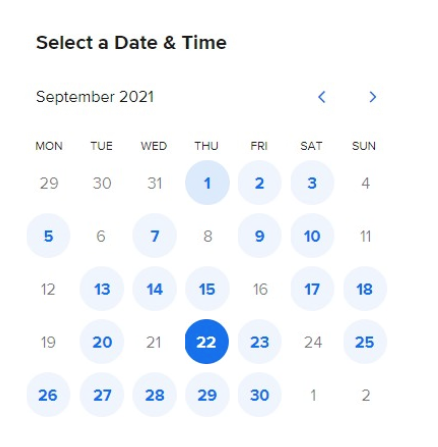 Select a Date & Time
September 2021 < >
MON TUE WED THU FRI SAT SUN
29 30 31 1 2 3 4
5 6 7 8 9 10 11
12 13 14 15 16 17 18
19 20 21 22 23 24 25
26 27 28 29 30 1 2